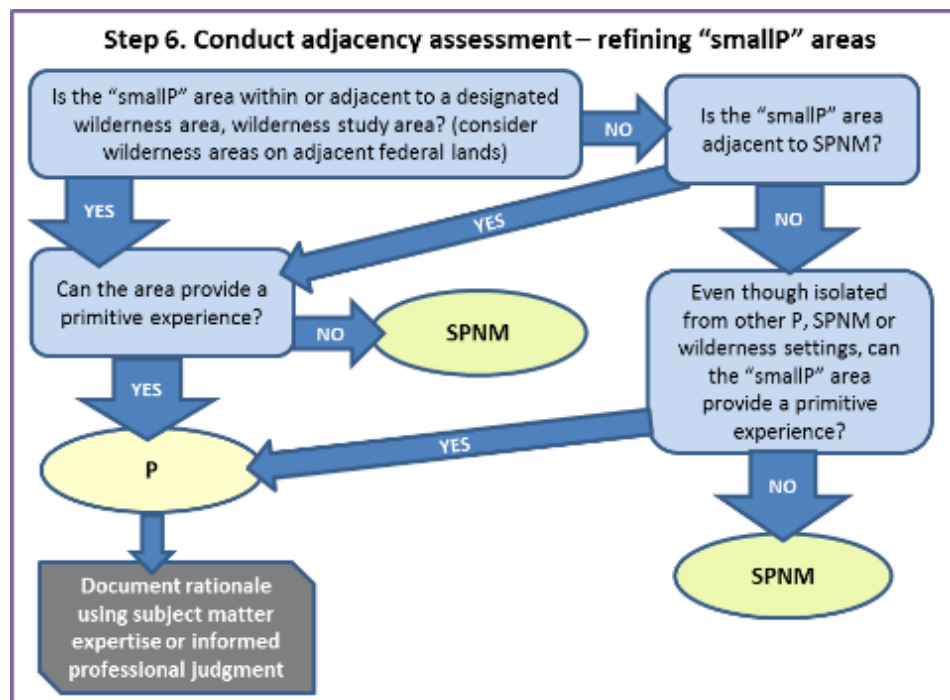 Step 6. Conduct adjacency assessment – refining “smallP” areas
Is the “smallP” area within or adjacent to a designated
wilderness area, wilderness study area? (consider
wilderness areas on adjacent federal lands)
NO
Is the “smallP” area
adjacent to SPNM?
YES
YES
NO
Can the area provide a
primitive experience?
NO
SPNM
Even though isolated
from other P, SPNM or
wilderness settings, can
the “smallP” area
provide a primitive
experience?
YES
YES
P
NO
SPNM
Document rationale
using subject matter
expertise or informed
professional judgment